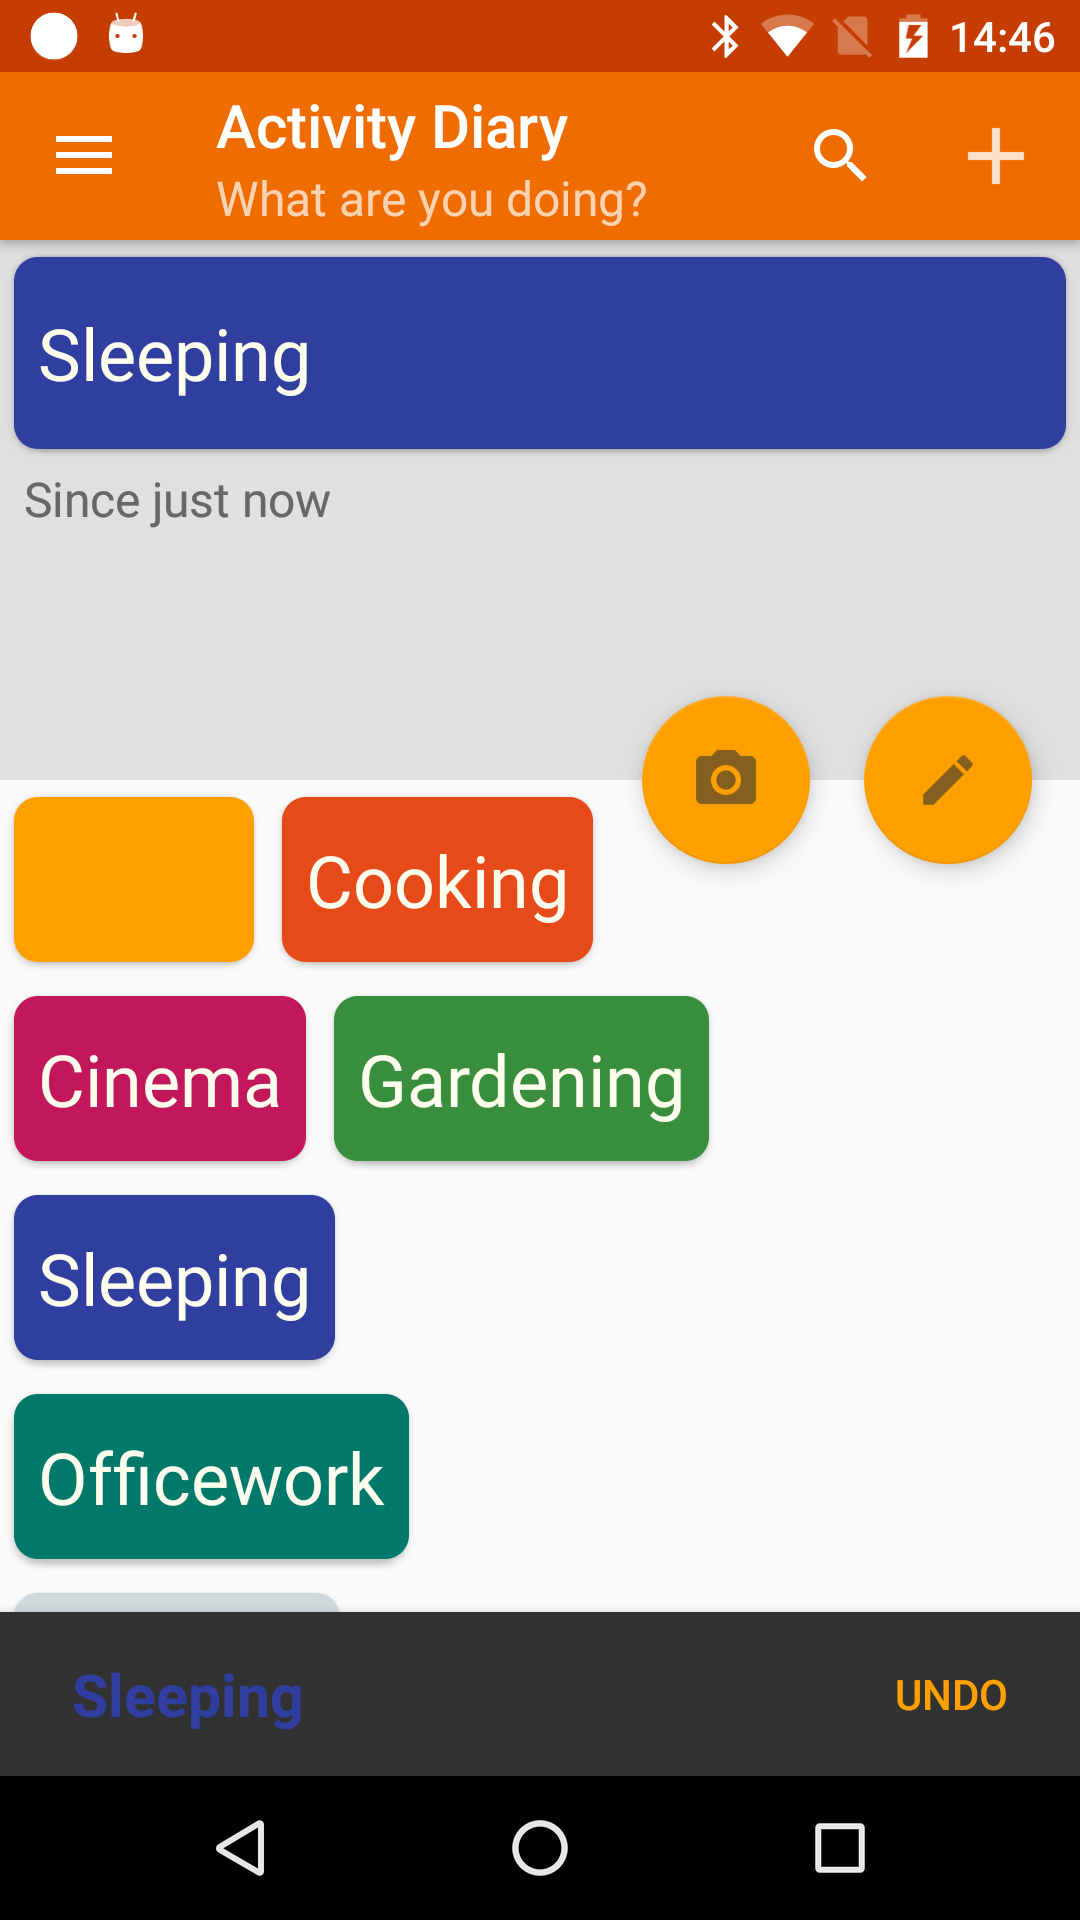 14:46
Activity Diary
What are you doing?
Sleeping
Since just now
Cooking
Cinema
Gardening
Sleeping
Officework
Sleeping
UNDO